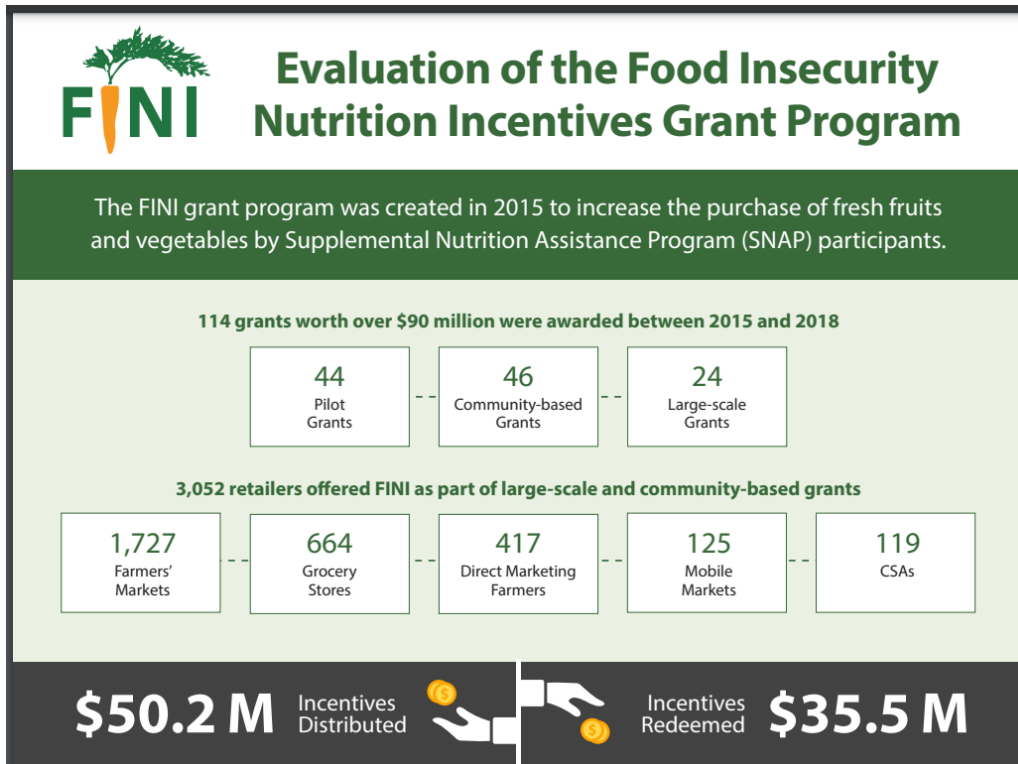 FINI
Evaluation of the Food Insecurity
Nutrition Incentives Grant Program
The FINI grant program was created in 2015 to increase the purchase of fresh fruits
and vegetables by Supplemental Nutrition Assistance Program (SNAP) participants.
114 grants worth over $90 million were awarded between 2015 and 2018
44
Pilot
Grants
46
Community-based
Grants
24
Large-scale
Grants
3,052 retailers offered FINI as part of large-scale and community-based grants
1,727
Farmers'
Markets
664
Grocery
Stores
417
Direct Marketing
Farmers
125
Mobile
Markets
119
CSAs
$50.2 M
Incentives
Distributed
$
$
Incentives
Redeemed
$35.5 M